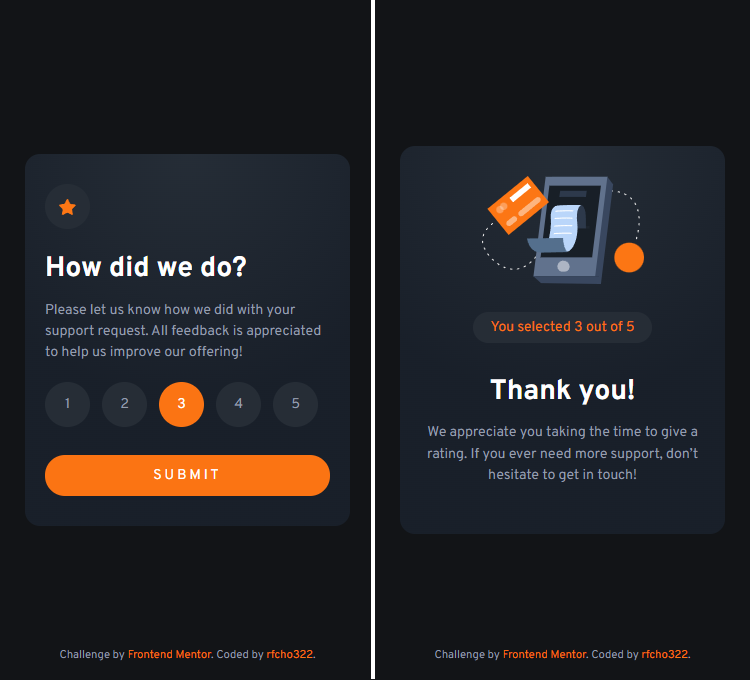 How did we do?
Please let us know how we did with your
support request. All feedback is appreciated
to help us improve our offering!
1 2 3 4 5
SUBMIT
Challenge by Frontend Mentor. Coded by rfcho322.
You selected 3 out of 5
Thank you!
We appreciate you taking the time to give a
rating. If you ever need more support, don't
hesitate to get in touch!
Challenge by Frontend Mentor. Coded by rfcho322.